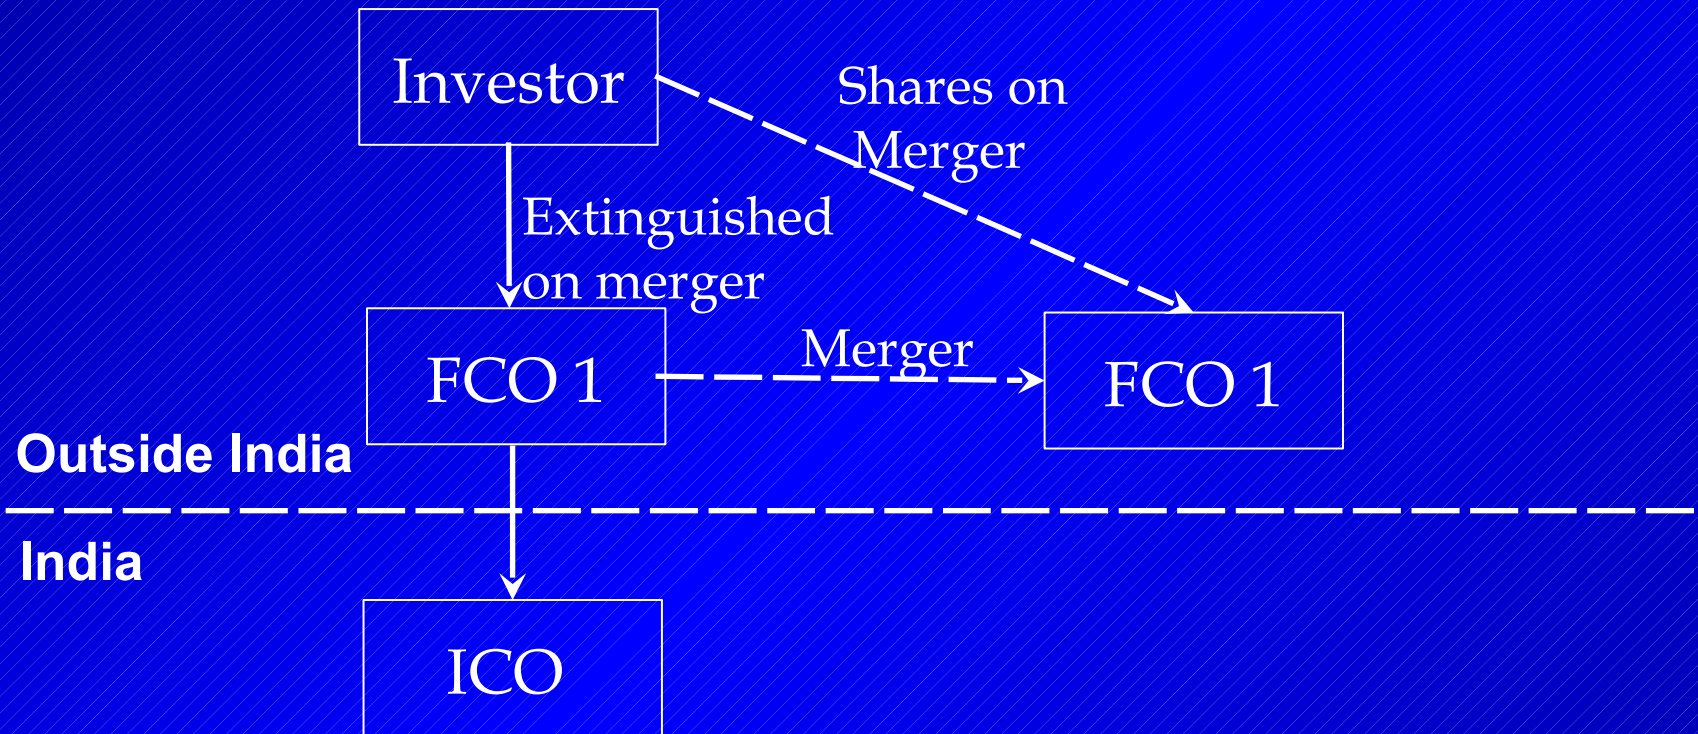 Investor
Shares on
Merger
Extinguished
on merger
FCO 1
Merger
FCO 1
Outside India
India
ICO